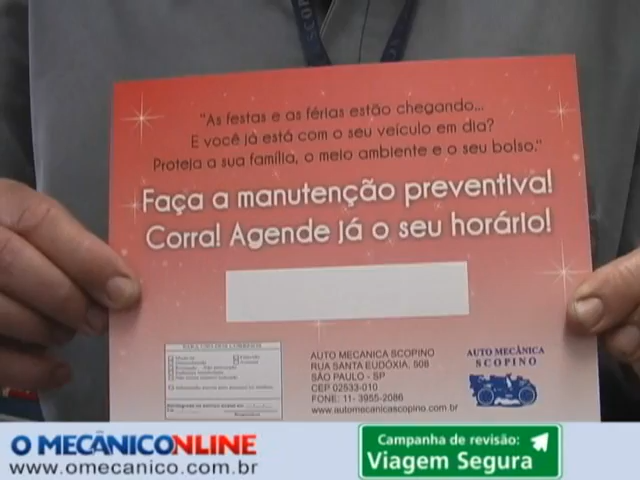 SCOP
"As festas e as férias estão chegando...
E você já está com o seu veículo em dia?
Proteja a sua família, o meio ambiente e o seu bolso."
Faça a manutenção preventiva!
Corra! Agende já o seu horário!
AUTO MECANICA SCOPINO
RUA SANTA EUDÓXIA, 508
SÃO PAULO - SP
CEP 02533-010
FONE: 11- 3955-2086
www.automecanicascopino.com.br
AUTO MECÂNICA
SCOPINO
O MECÂNICONLINE
www.omecanico.com.br
Campanha de revisão:
Viagem Segura